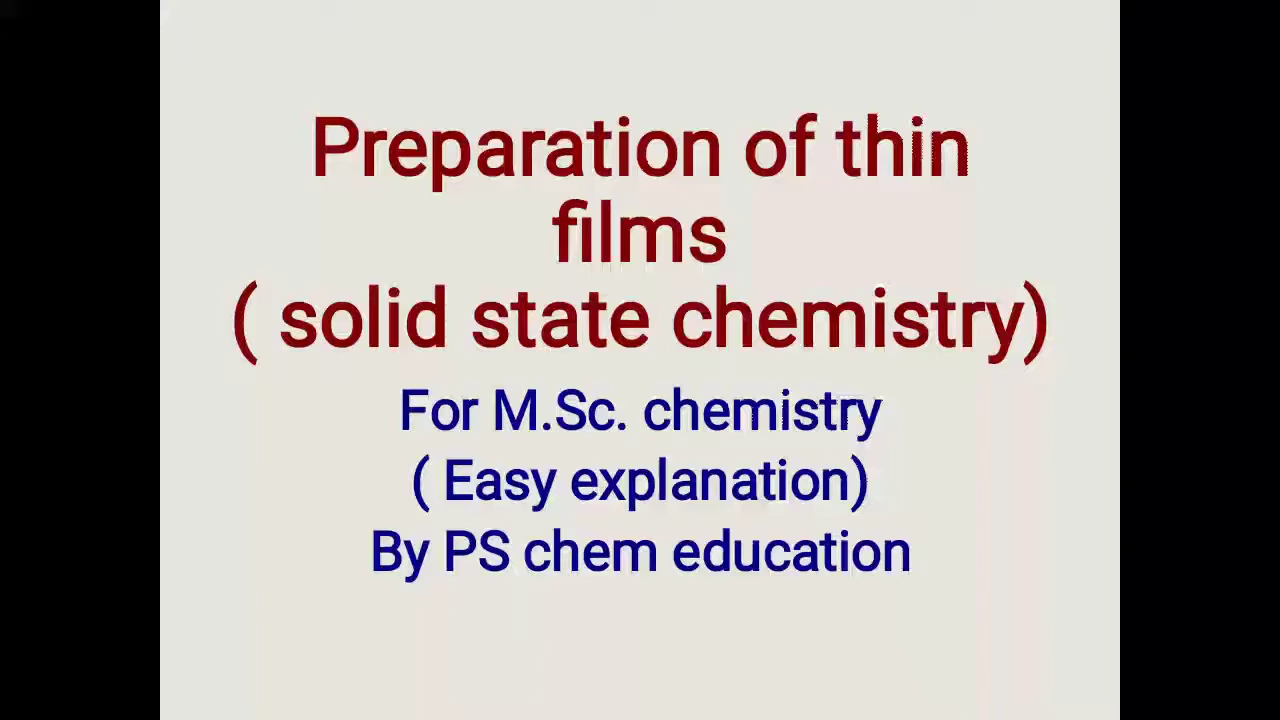 Preparation of thin
films
( solid state chemistry)
For M.Sc. chemistry
( Easy explanation)
By PS chem education